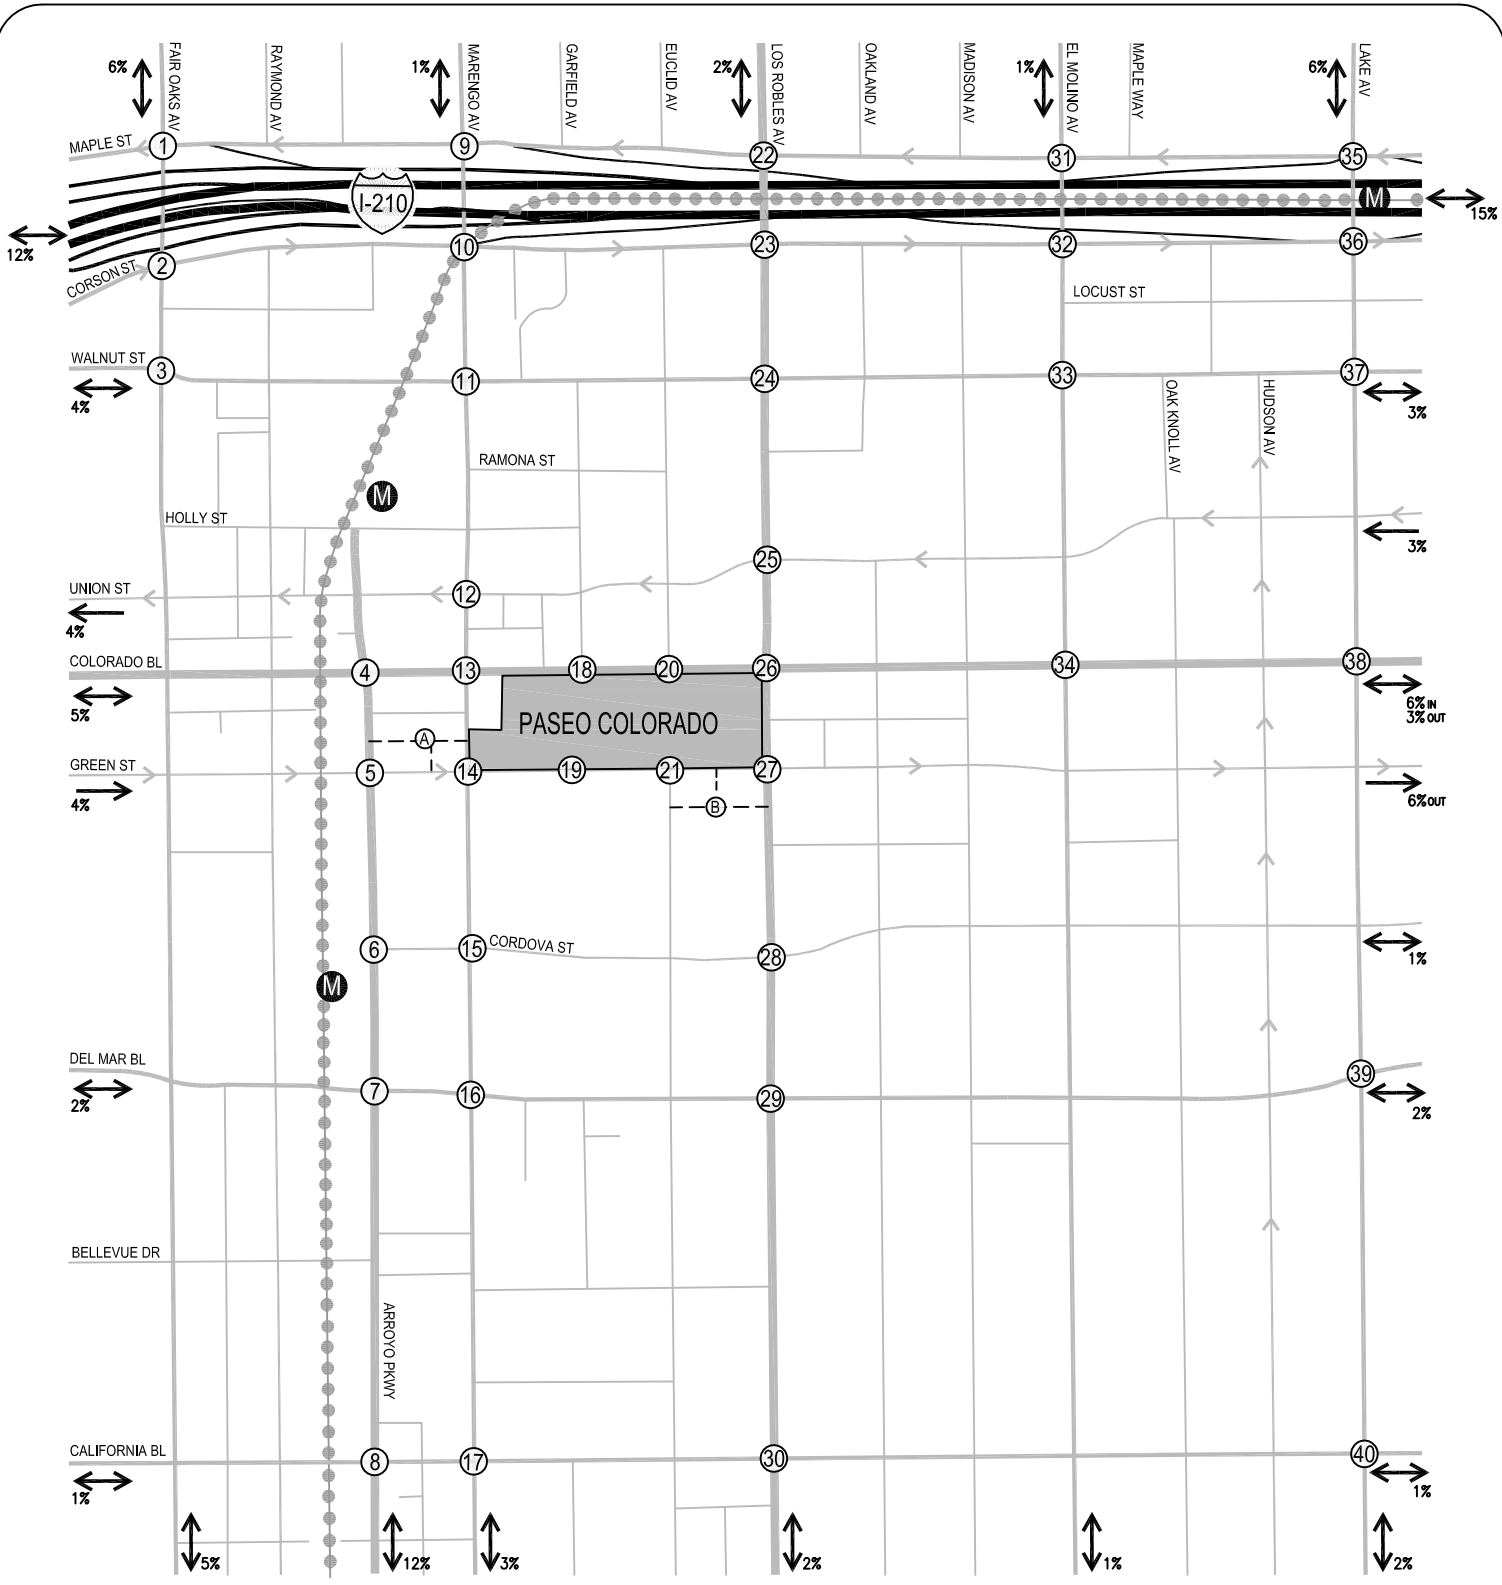 FAIR OAKS AV
RAYMOND AV
MARENGO AV
GARFIELD AV
EUCLID AV
LOS ROBLES AV
OAKLAND AV
MADISON AV
EL MOLINO AV
MAPLE WAY
LAKE AV
6%
1%
2%
1%
6%
MAPLE ST
1
9
22
31
35
I-210
M
15%
12%
10
23
32
36
2
CORSON ST
LOCUST ST
WALNUT ST
3
11
24
33
37
4%
3%
OAK KNOLL AV
HUDSON AV
RAMONA ST
M
HOLLY ST
3%
25
UNION ST
12
4%
COLORADO BL
4
13
18
20
26
34
38
5%
6% IN
3% OUT
PASEO COLORADO
A
GREEN ST
5
14
19
21
27
4%
6% OUT
B
6
15
CORDOVA ST
28
1%
M
DEL MAR BL
7
16
29
39
2%
2%
BELLEVUE DR
ARROYO PKWY
CALIFORNIA BL
8
17
30
40
1%
1%
5%
12%
3%
2%
1%
2%